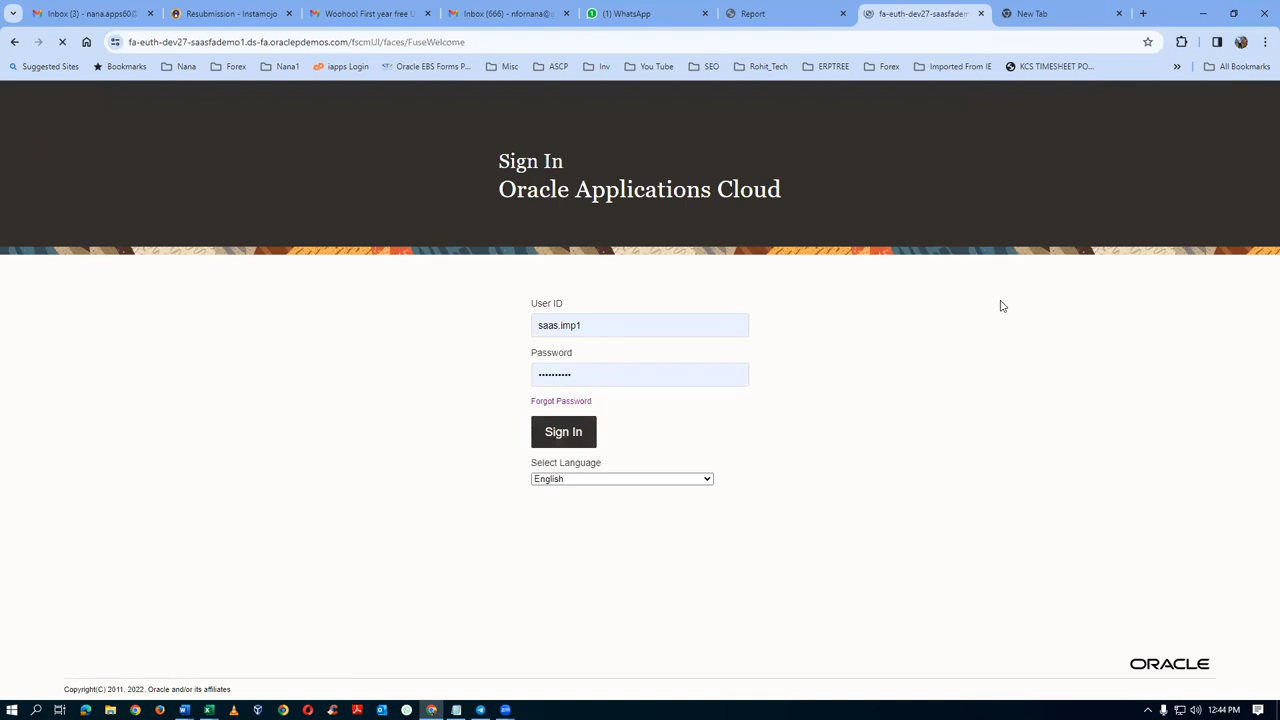 Inbox (3) - nana.apps60@
Resubmission - Instamojo
Woohoo! First year free U
Inbox (666) - nfornana@g
(1) WhatsApp
Report
fa-euth-dev27-saasfadem
New Tab
fa-euth-dev27-saasfademo1.ds-fa.oraclepdemos.com/fscmUI/faces/FuseWelcome
Suggested Sites
Bookmarks
Nana
Forex
Nana1
iapps Login
Oracle EBS Forms P...
Misc
ASCP
Inv
You Tube
SEO
Rohit_Tech
ERPTREE
Forex
Imported From IE
KCS TIMESHEET PO...
All Bookmarks
Sign In
Oracle Applications Cloud
User ID
saas.imp1
Password
••••••••••
Forgot Password
Sign In
Select Language
English
ORACLE
Copyright(C) 2011, 2022, Oracle and/or its affiliates.
12:44 PM